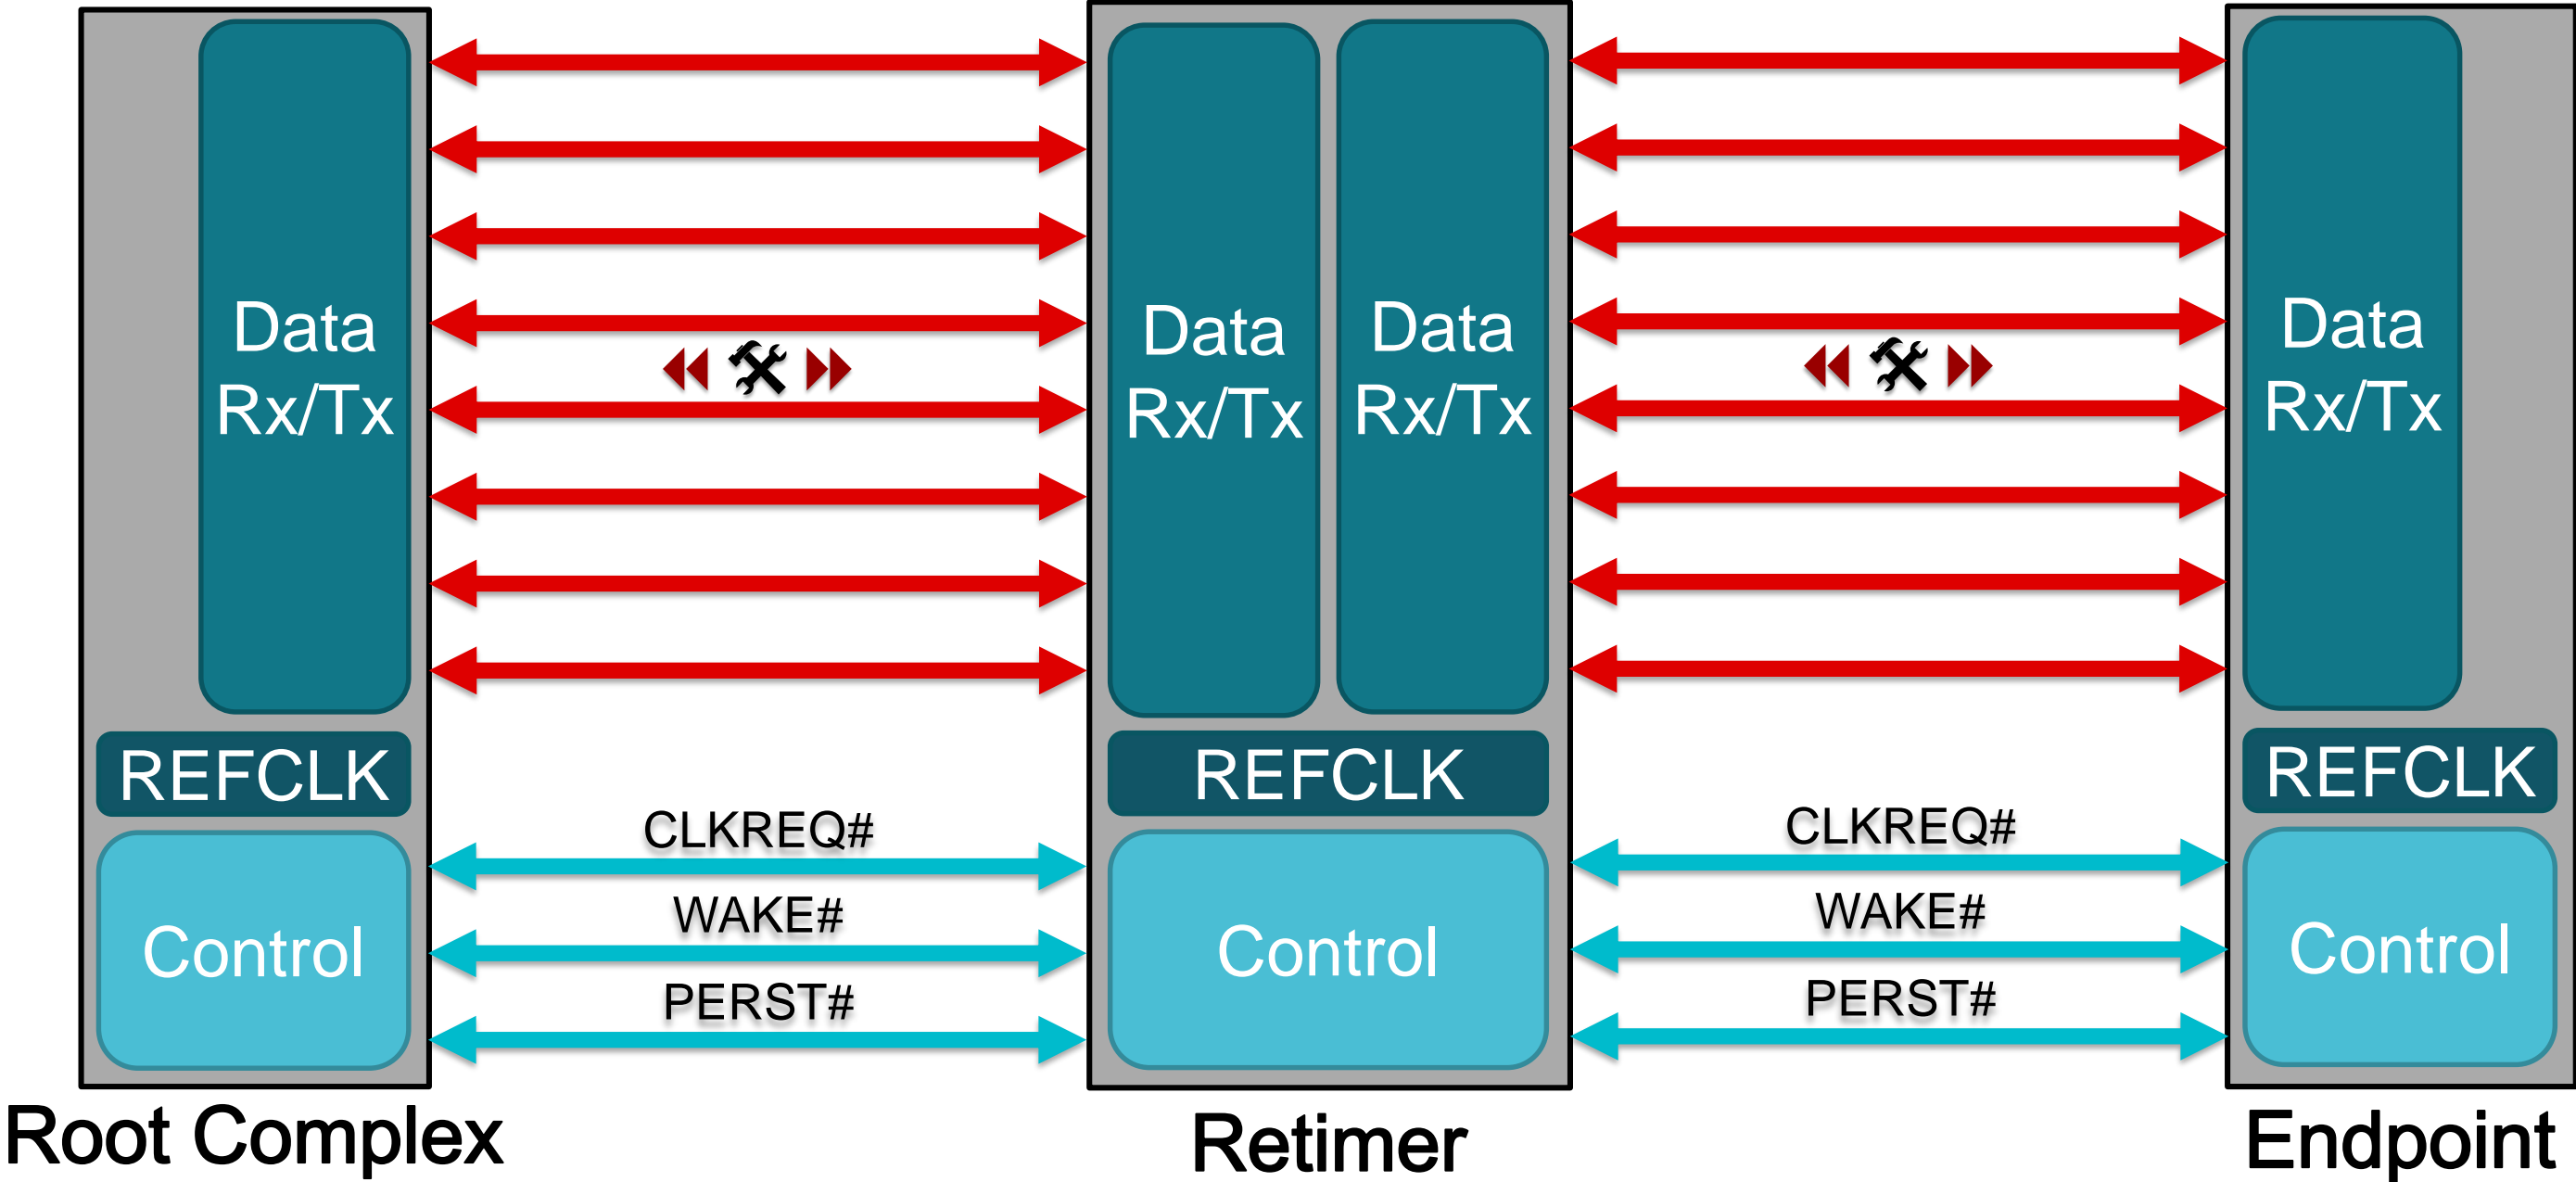 Data
Rx/Tx
Data
Rx/Tx
Data
Rx/Tx
Data
Rx/Tx
REFCLK
REFCLK
REFCLK
CLKREQ#
CLKREQ#
WAKE#
WAKE#
Control
Control
Control
PERST#
PERST#
Root Complex
Retimer
Endpoint